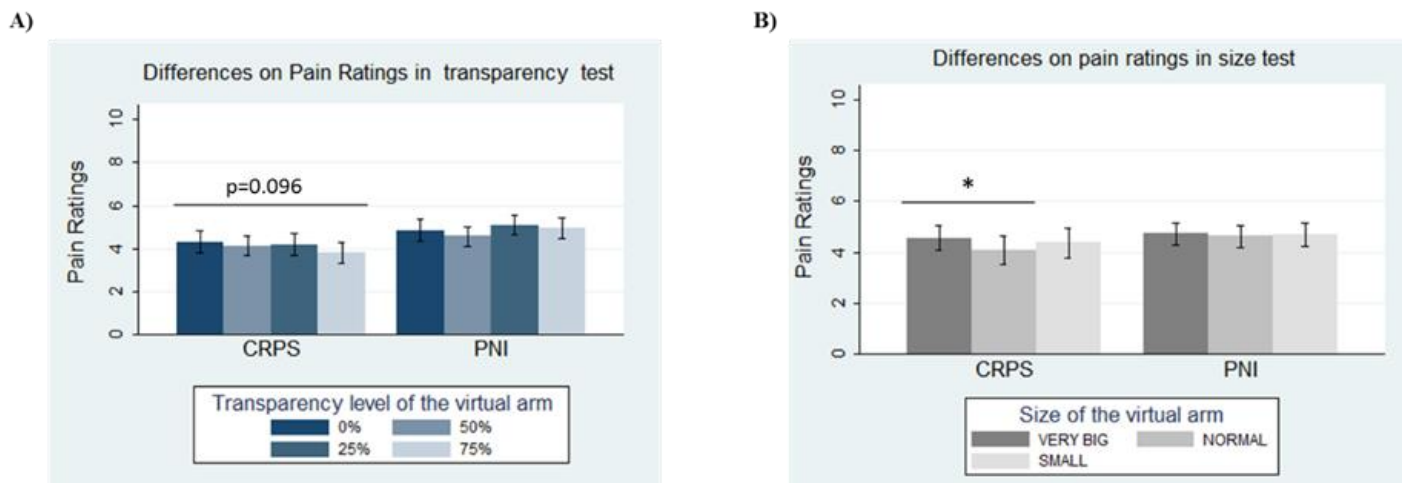 A)
Differences on Pain Ratings in transparency test
Pain Ratings
10
8
6
4
2
0
p=0.096
CRPS
PNI
Transparency level of the virtual arm
0% 50%
25% 75%
B)
Differences on pain ratings in size test
Pain Ratings
10
8
6
4
2
0
*
CRPS
PNI
Size of the virtual arm
VERY BIG NORMAL
SMALL